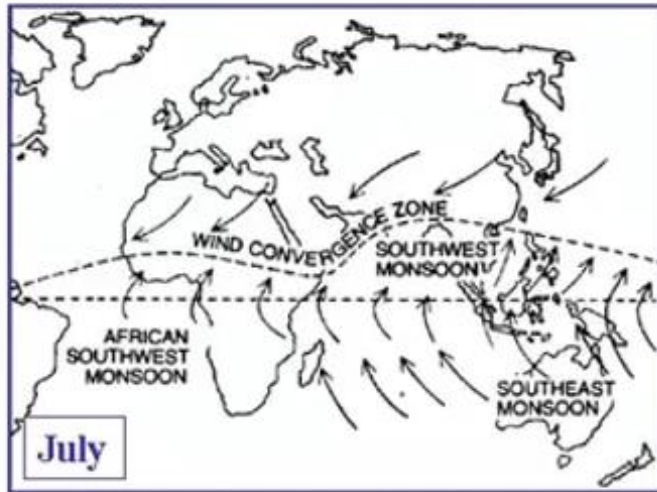 WIND CONVERGENCE ZONE
SOUTHWEST
MONSOON
AFRICAN
SOUTHWEST
MONSOON
SOUTHEAST
MONSOON
July